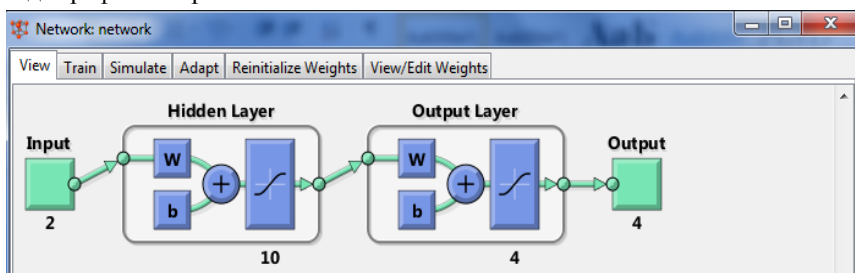 Network: network
View Train Simulate Adapt Reinitialize Weights View/Edit Weights
Hidden Layer Output Layer
Input Output
W W
b b
2 4
10 4